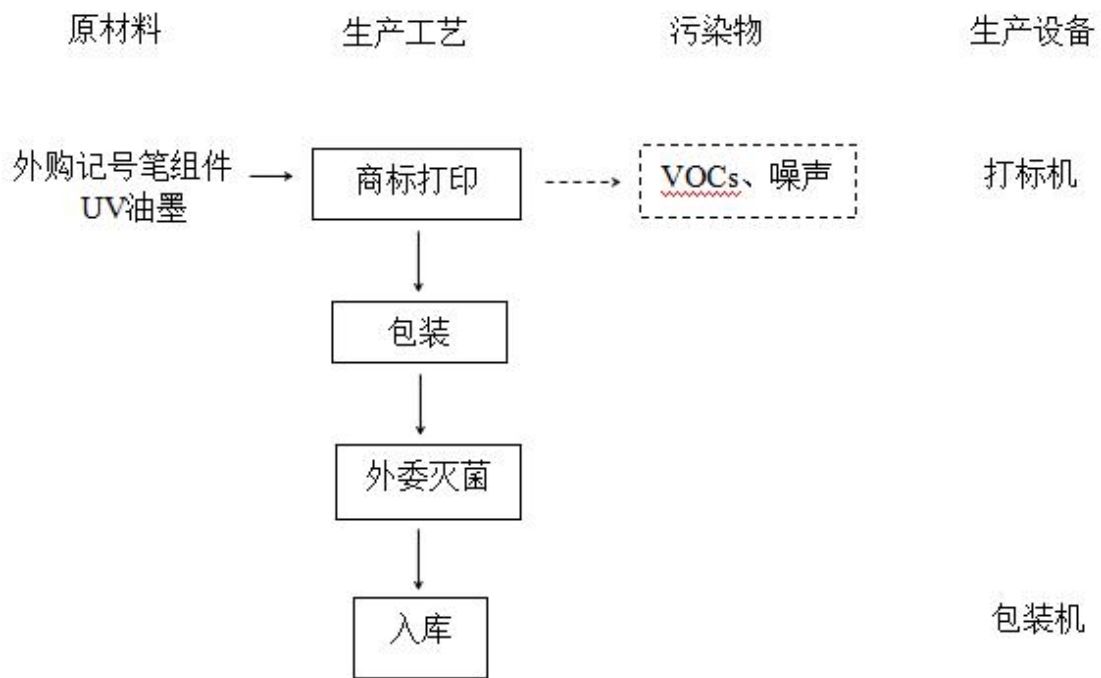 原材料 生产工艺 污染物 生产设备
外购记号笔组件
UV油墨
商标打印
VOCs、噪声
打标机
包装
外委灭菌
入库
包装机